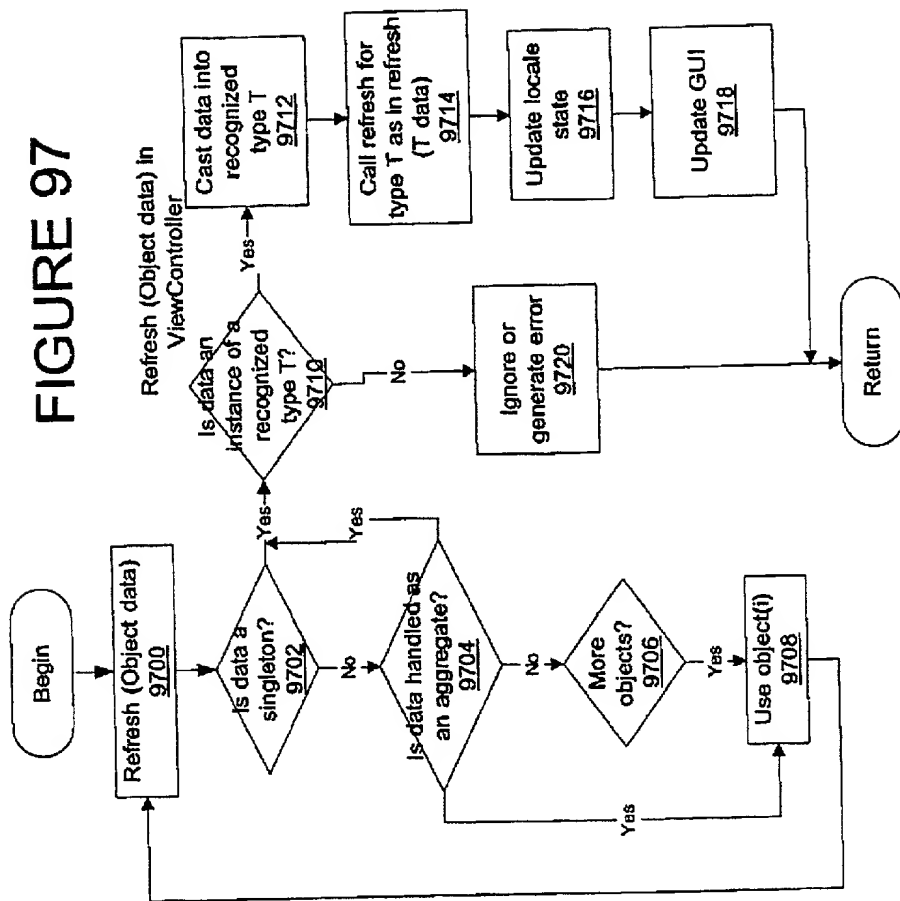 FIGURE 97
Refresh (Object data) in
ViewController
Begin
Refresh (Object data)
9700
Is data a
singleton?
9702
Yes
No
Is data handled as
an aggregate?
9704
Yes
No
Yes
More
objects?
9706
Yes
Use object(i)
9708
Is data an
instance of a
recognized
type T?
9710
Yes
No
Cast data into
recognized
type T
9712
Call refresh for
type T as in refresh
(T data)
9714
Update locale
state
9716
Update GUI
9718
Ignore or
generate error
9720
Return